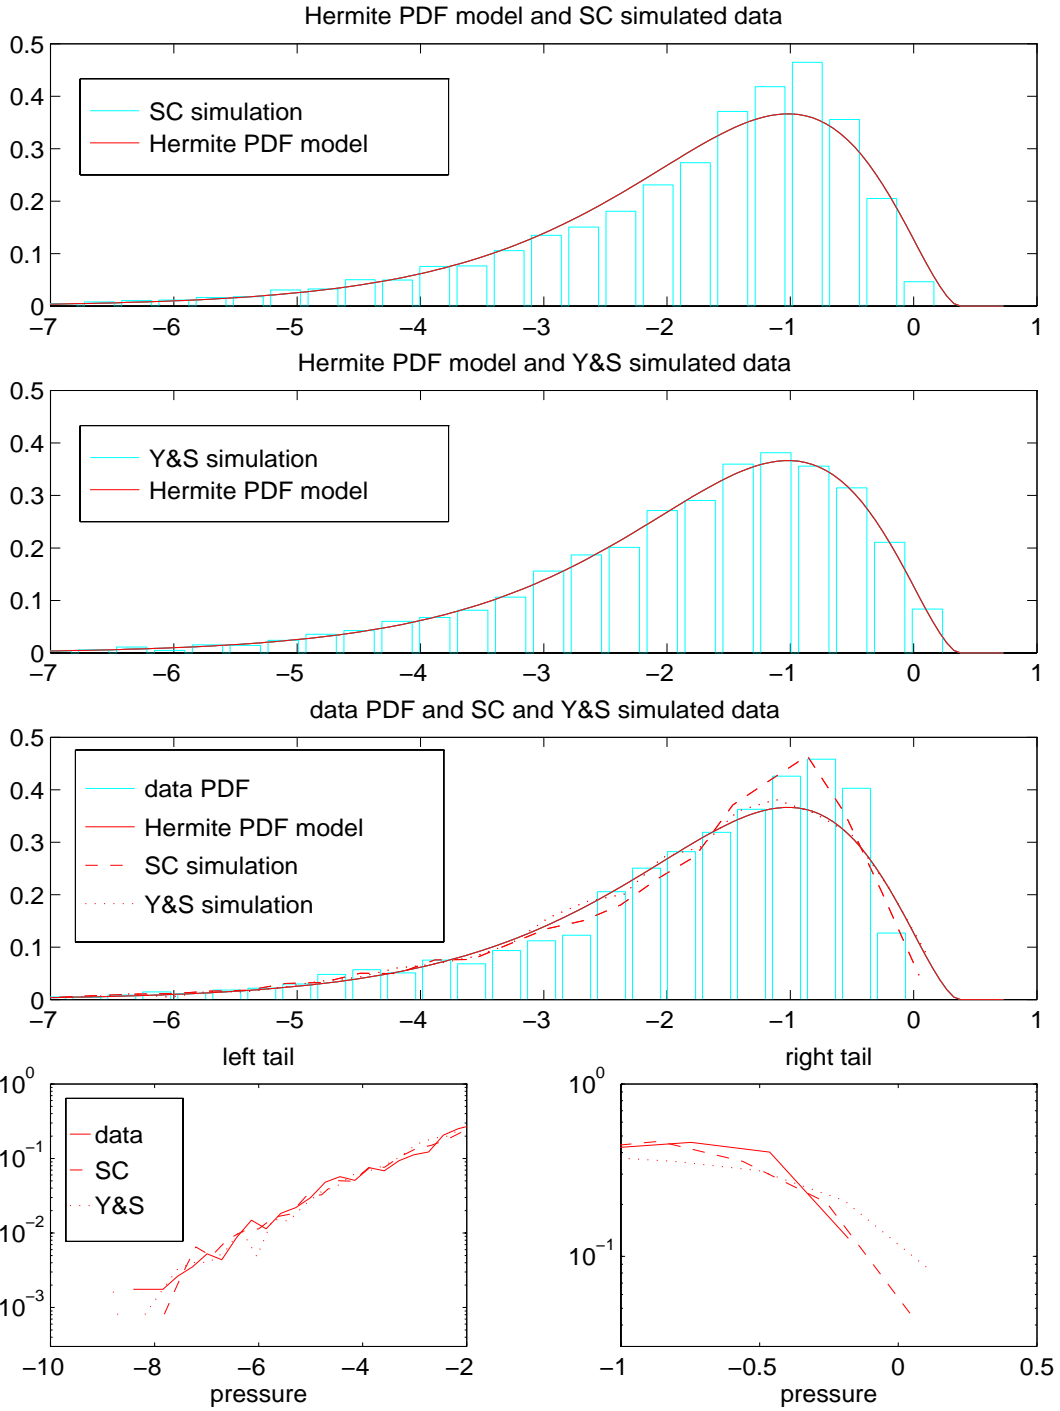 Hermite PDF model and SC simulated data
0.5
0.4
0.3
0.2
0.1
0
SC simulation
Hermite PDF model
−7 −6 −5 −4 −3 −2 −1 0 1
Hermite PDF model and Y&S simulated data
0.5
0.4
0.3
0.2
0.1
0
Y&S simulation
Hermite PDF model
−7 −6 −5 −4 −3 −2 −1 0 1
data PDF and SC and Y&S simulated data
0.5
0.4
0.3
0.2
0.1
0
data PDF
Hermite PDF model
SC simulation
Y&S simulation
−7 −6 −5 −4 −3 −2 −1 0 1
left tail
10^0
10^−1
10^−2
10^−3
data
SC
Y&S
−10 −8 −6 −4 −2
pressure
right tail
10^0
10^−1
−1 −0.5 0 0.5
pressure